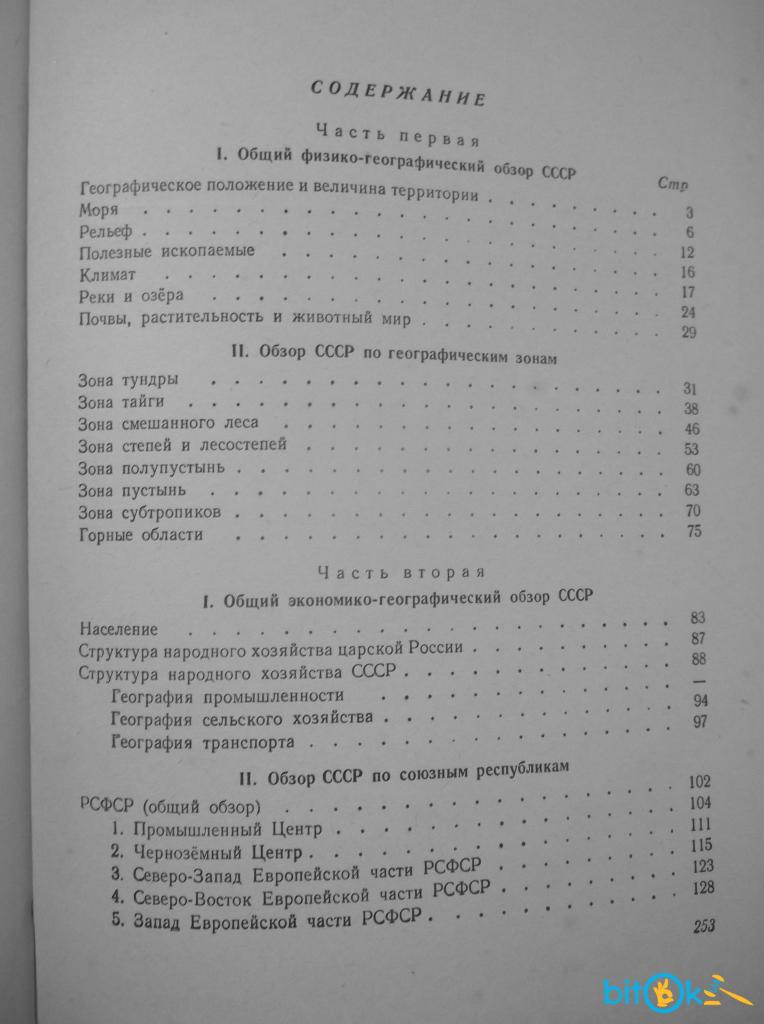 СОДЕРЖАНИЕ
Часть первая
I. Общий физико-географический обзор СССР
Стр
Географическое положение и величина территории . . . . . . . . . 3
Моря . . . . . . . . . . . . . . . . . . . 6
Рельеф . . . . . . . . . . . . . . . . . . . 12
Полезные ископаемые . . . . . . . . . . . . . . 16
Климат . . . . . . . . . . . . . . . . . . 17
Реки и озёра . . . . . . . . . . . . . . . . 24
Почвы, растительность и животный мир . . . . . . . . . . 29
II. Обзор СССР по географическим зонам
Зона тундры . . . . . . . . . . . . . . . . 31
Зона тайги . . . . . . . . . . . . . . . . . 38
Зона смешанного леса . . . . . . . . . . . . . . 46
Зона степей и лесостепей . . . . . . . . . . . . . 53
Зона полупустынь . . . . . . . . . . . . . . . 60
Зона пустынь . . . . . . . . . . . . . . . . 63
Зона субтропиков . . . . . . . . . . . . . . . 70
Горные области . . . . . . . . . . . . . . . 75
Часть вторая
I. Общий экономико-географический обзор СССР
Население . . . . . . . . . . . . . . . . . 83
Структура народного хозяйства царской России . . . . . . . . 87
Структура народного хозяйства СССР . . . . . . . . . . 88
География промышленности . . . . . . . . . . . —
География сельского хозяйства . . . . . . . . . . . 94
География транспорта . . . . . . . . . . . . . 97
II. Обзор СССР по союзным республикам
РСФСР (общий обзор) . . . . . . . . . . . . . . 102
1. Промышленный Центр . . . . . . . . . . . . 104
2. Чернозёмный Центр . . . . . . . . . . . . . 111
3. Северо-Запад Европейской части РСФСР . . . . . . . 115
4. Северо-Восток Европейской части РСФСР . . . . . . . 123
5. Запад Европейской части РСФСР . . . . . . . . . 128
253
bitok